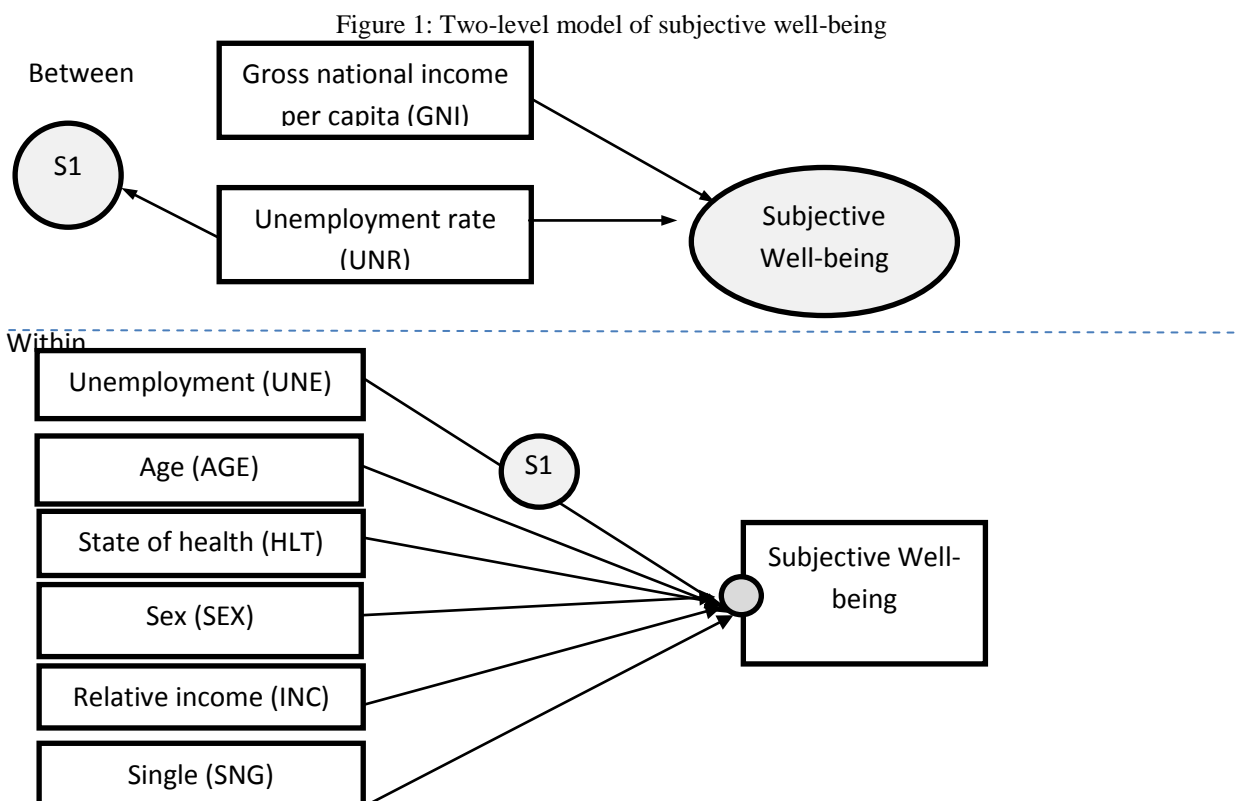 Figure 1: Two-level model of subjective well-being
Between
Gross national income
per capita (GNI)
S1
Unemployment rate
(UNR)
Subjective
Well-being
Within
Unemployment (UNE)
S1
Age (AGE)
State of health (HLT)
Subjective Well-
being
Sex (SEX)
Relative income (INC)
Single (SNG)